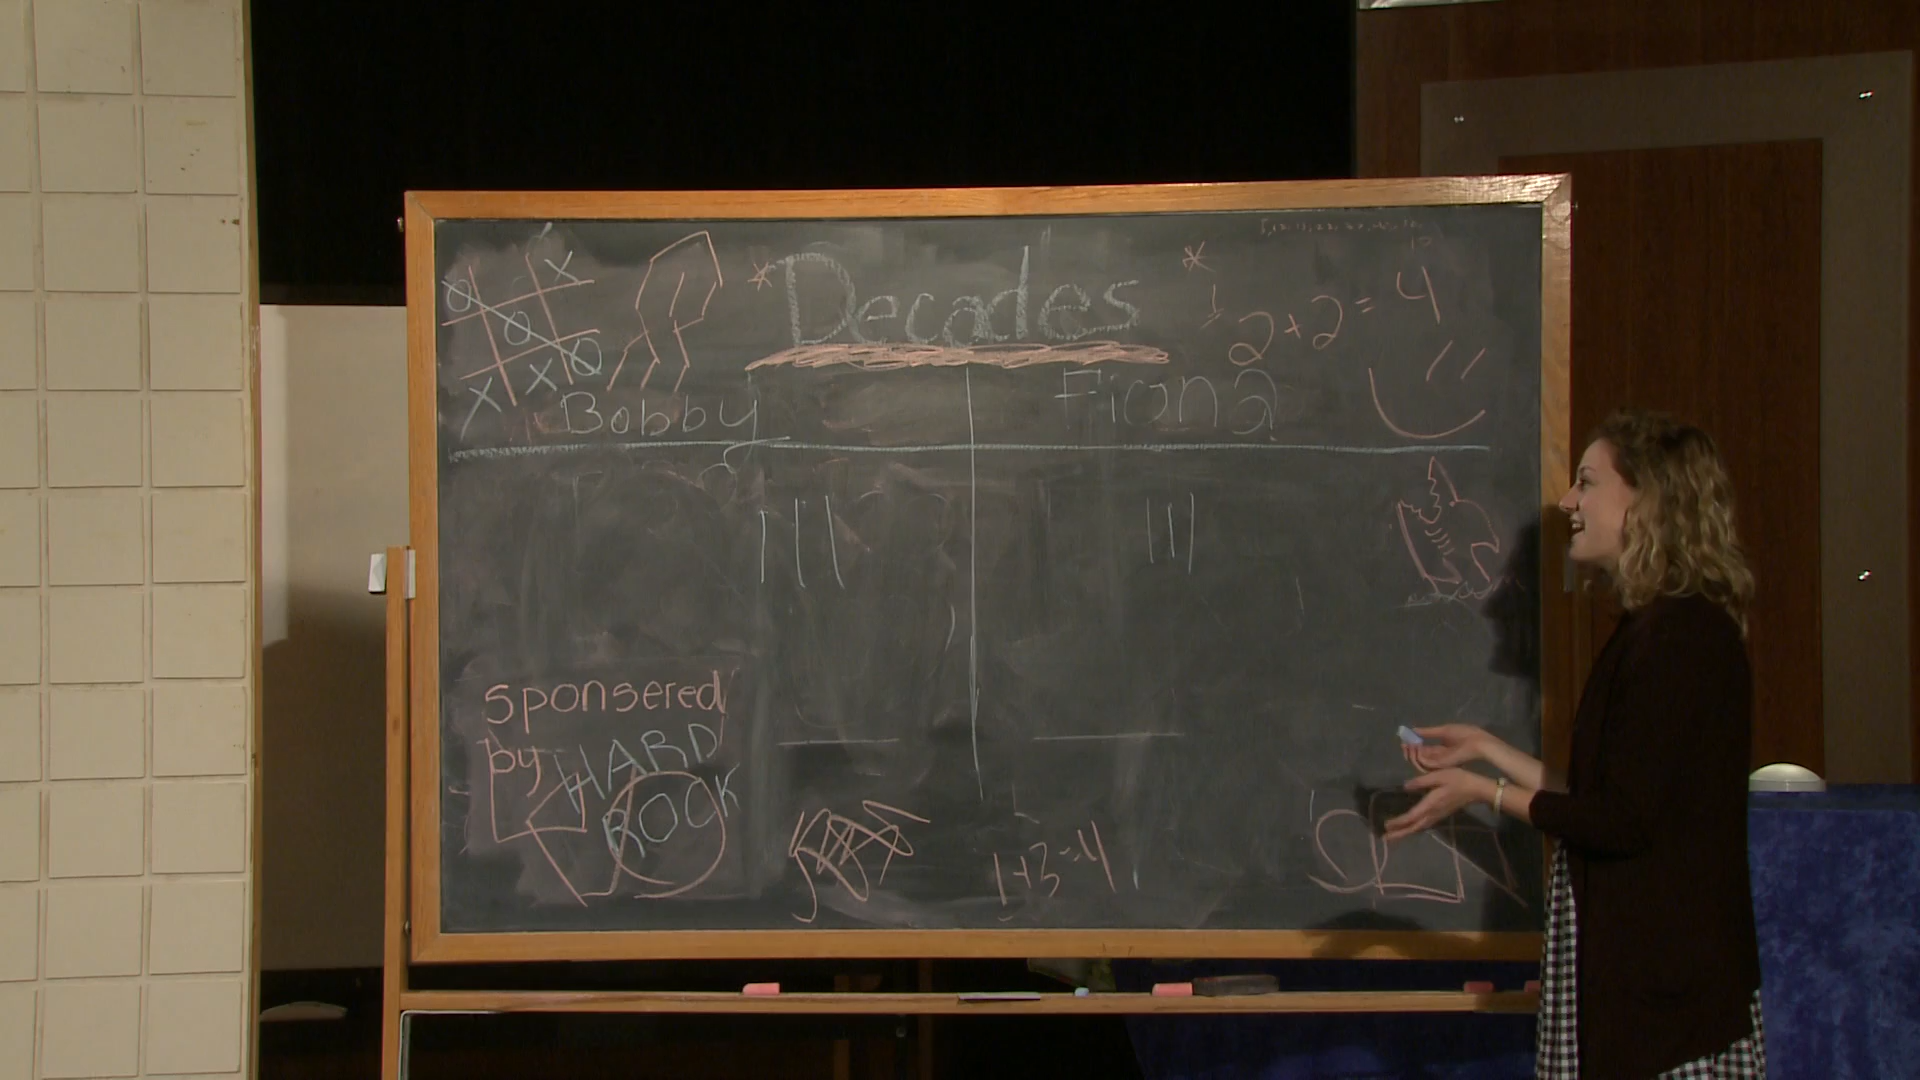 * Decades *
2 + 2 = 4
Bobby Fiona
sponsered
by HARD
ROCK
1+3=4